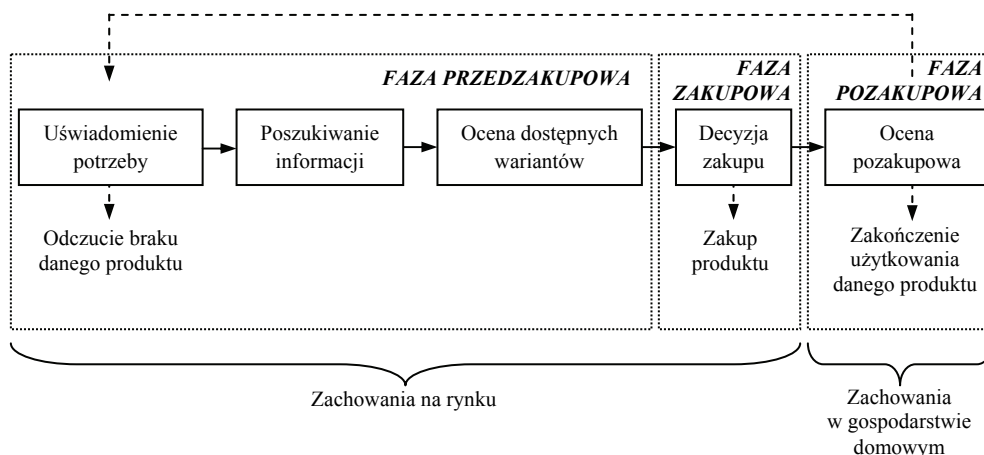 FAZA PRZEDZAKUPOWA
Uświadomienie
potrzeby
Poszukiwanie
informacji
Ocena dostępnych
wariantów
Odczucie braku
danego produktu
FAZA
ZAKUPOWA
Decyzja
zakupu
Zakup
produktu
FAZA
POZAKUPOWA
Ocena
pozakupowa
Zakończenie
użytkowania
danego produktu
Zachowania na rynku
Zachowania
w gospodarstwie
domowym